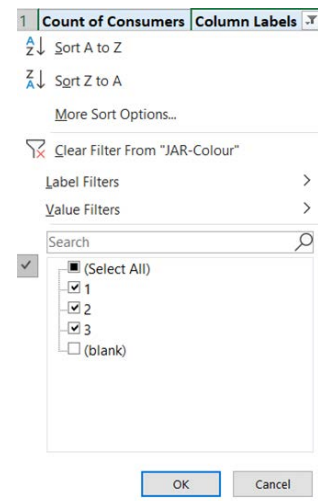 1 Count of Consumers Column Labels
Sort A to Z
Sort Z to A
More Sort Options...
Clear Filter From "JAR-Colour"
Label Filters
Value Filters
Search
(Select All)
1
2
3
(blank)
OK Cancel